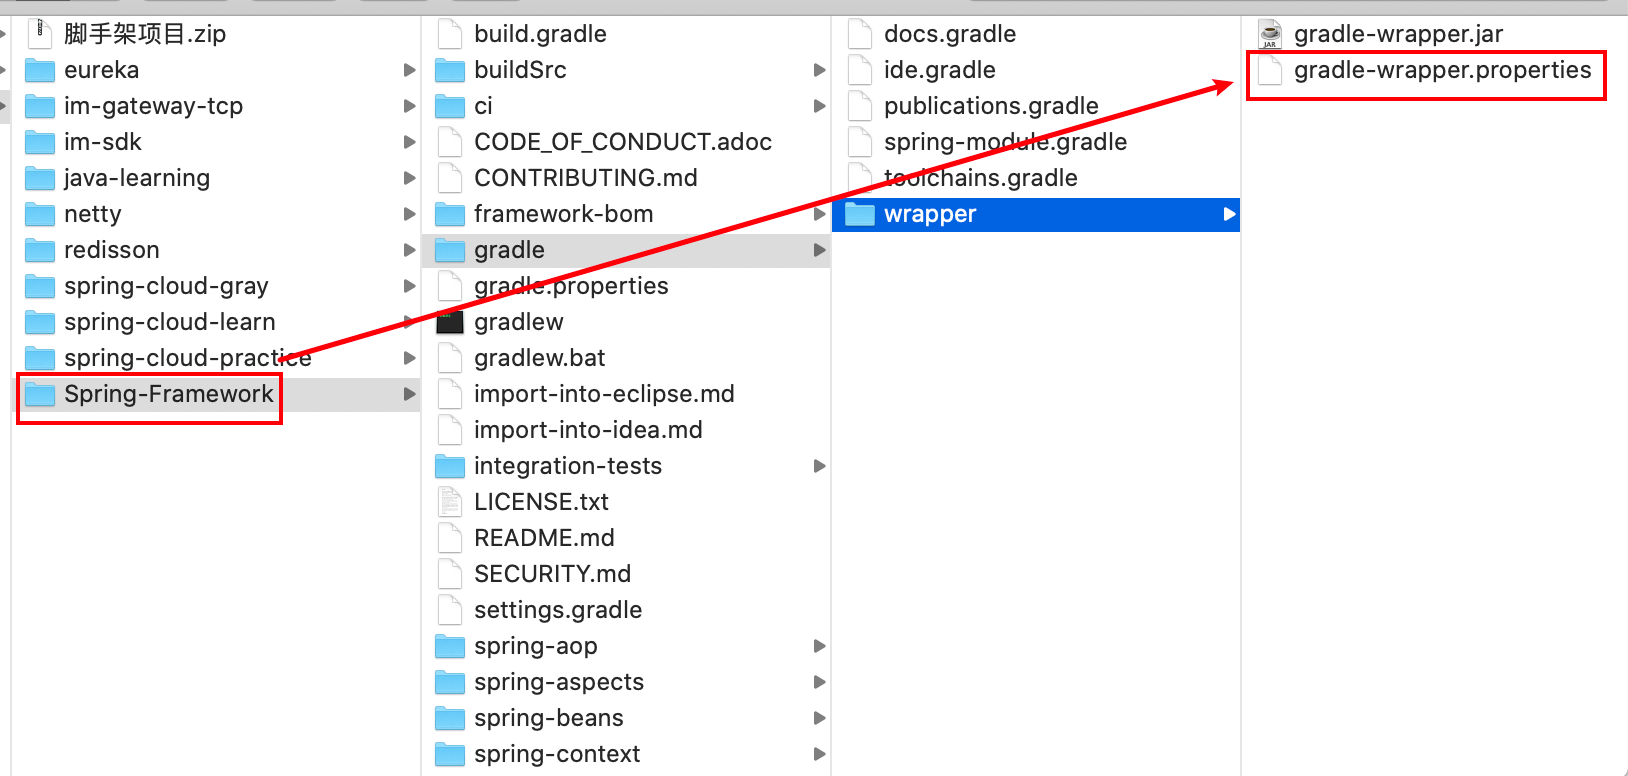 脚手架项目.zip
eureka
im-gateway-tcp
im-sdk
java-learning
netty
redisson
spring-cloud-gray
spring-cloud-learn
spring-cloud-practice
Spring-Framework
build.gradle
buildSrc
ci
CODE_OF_CONDUCT.adoc
CONTRIBUTING.md
framework-bom
gradle
gradle.properties
gradlew
gradlew.bat
import-into-eclipse.md
import-into-idea.md
integration-tests
LICENSE.txt
README.md
SECURITY.md
settings.gradle
spring-aop
spring-aspects
spring-beans
spring-context
docs.gradle
ide.gradle
publications.gradle
spring-module.gradle
toolchains.gradle
wrapper
JAR
gradle-wrapper.jar
gradle-wrapper.properties